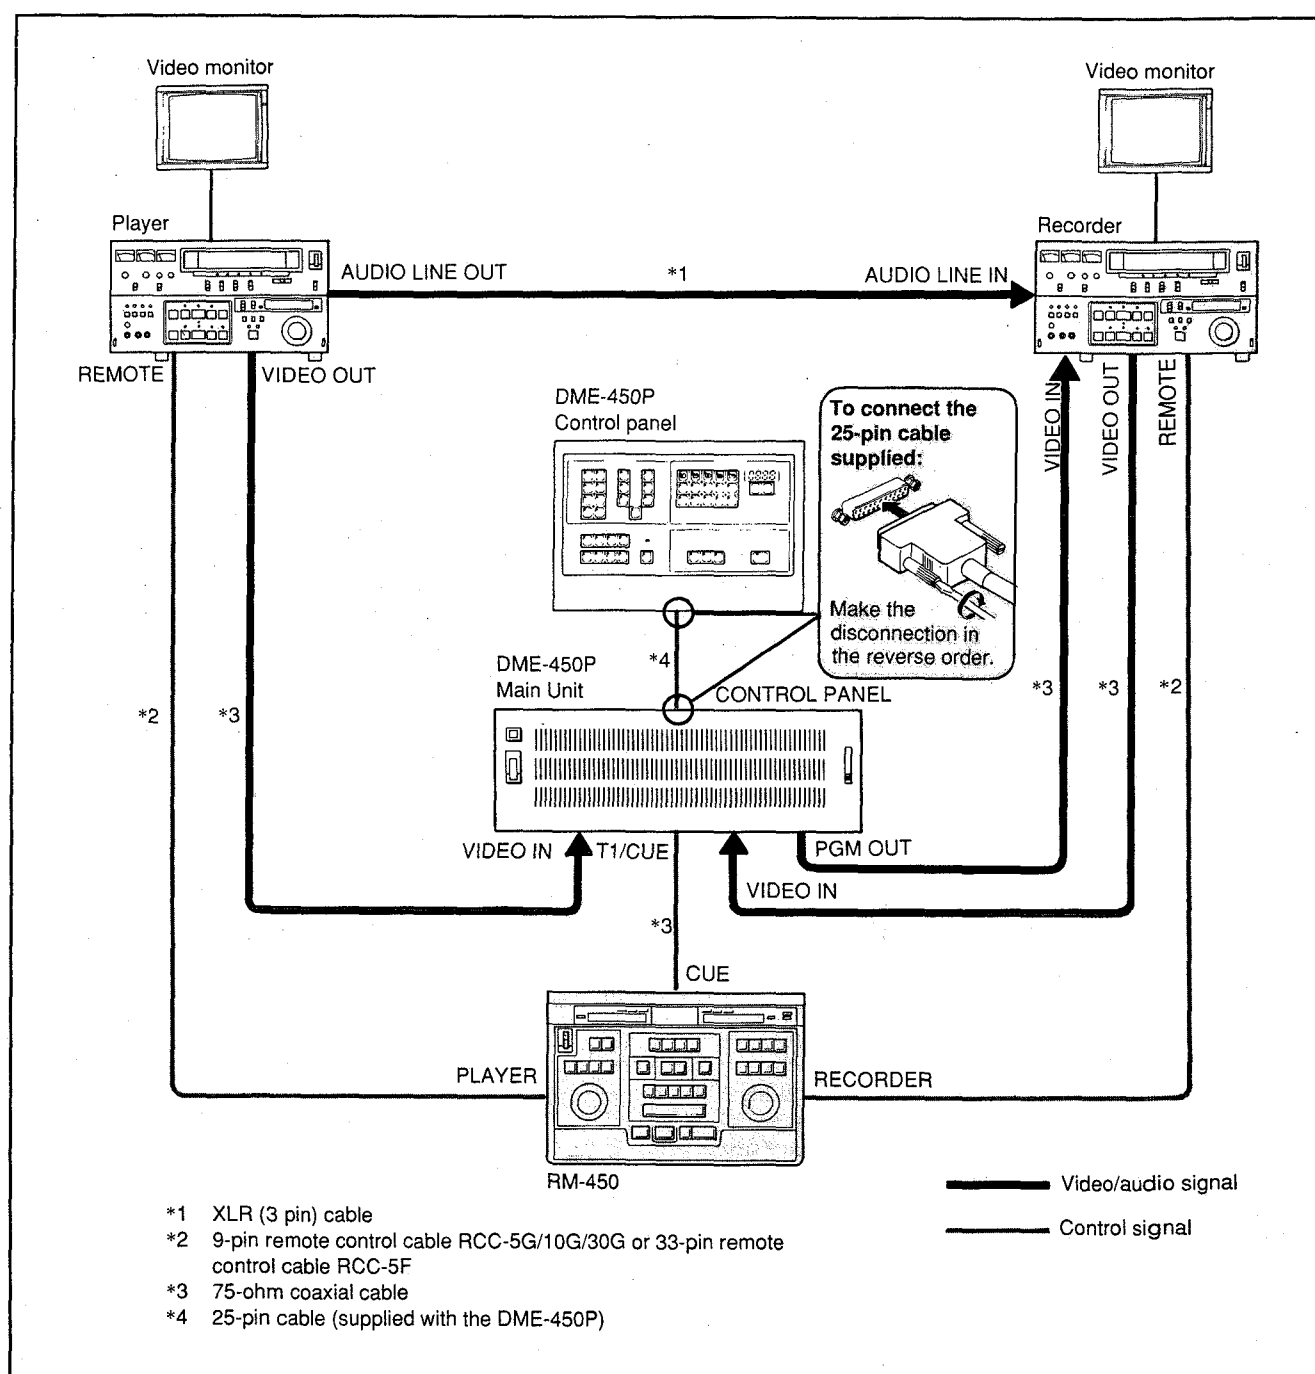 Video monitor
Video monitor
Player
Recorder
AUDIO LINE OUT
*1
AUDIO LINE IN
REMOTE
VIDEO OUT
VIDEO IN
VIDEO OUT
REMOTE
DME-450P
Control panel
To connect the
25-pin cable
supplied:
Make the
disconnection in
the reverse order.
*4
DME-450P
Main Unit
CONTROL PANEL
*2
*3
*3
*3
*2
VIDEO IN
T1/CUE
PGM OUT
VIDEO IN
*3
CUE
PLAYER
RECORDER
RM-450
Video/audio signal
Control signal
*1 XLR (3 pin) cable
*2 9-pin remote control cable RCC-5G/10G/30G or 33-pin remote
control cable RCC-5F
*3 75-ohm coaxial cable
*4 25-pin cable (supplied with the DME-450P)